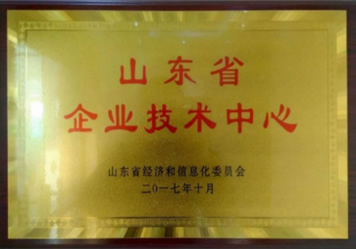 山东省
企业技术中心
山东省经济和信息化委员会
二〇一七年十月